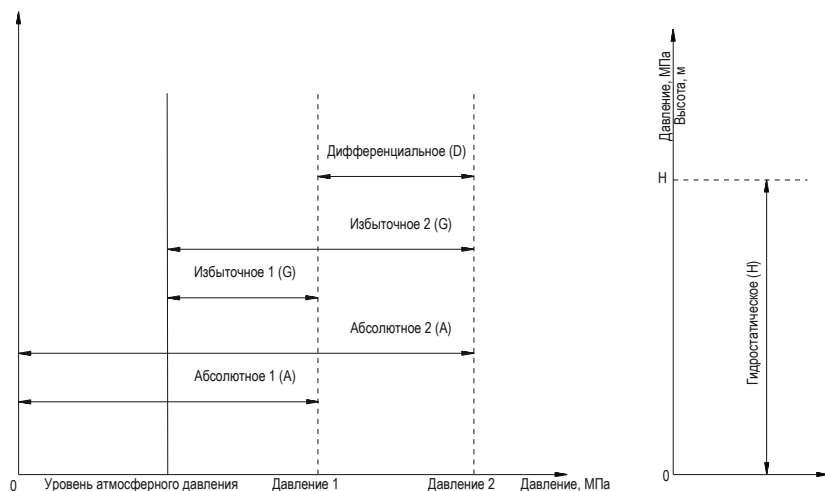 Дифференциальное (D)
Избыточное 2 (G)
Избыточное 1 (G)
Абсолютное 2 (A)
Абсолютное 1 (A)
0
Уровень атмосферного давления
Давление 1
Давление 2
Давление, МПа
Давление, МПа
Высота, м
H
Гидростатическое (H)
0